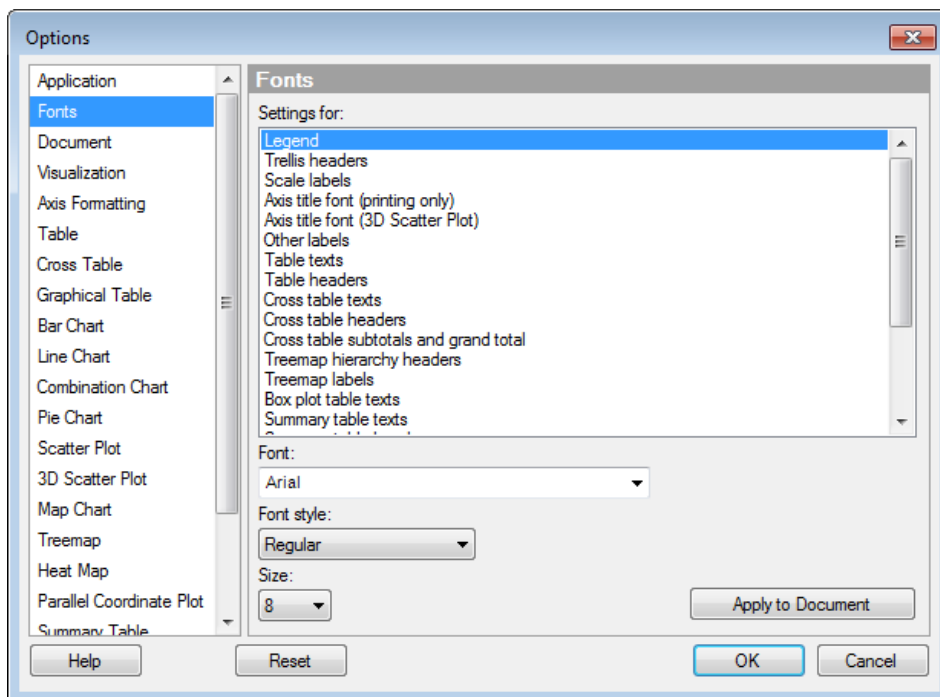 Options
Application
Fonts
Document
Visualization
Axis Formatting
Table
Cross Table
Graphical Table
Bar Chart
Line Chart
Combination Chart
Pie Chart
Scatter Plot
3D Scatter Plot
Map Chart
Treemap
Heat Map
Parallel Coordinate Plot
Summary Table
Fonts
Settings for:
Legend
Trellis headers
Scale labels
Axis title font (printing only)
Axis title font (3D Scatter Plot)
Other labels
Table texts
Table headers
Cross table texts
Cross table headers
Cross table subtotals and grand total
Treemap hierarchy headers
Treemap labels
Box plot table texts
Summary table texts
Font:
Arial
Font style:
Regular
Size:
8
Apply to Document
Help
Reset
OK
Cancel